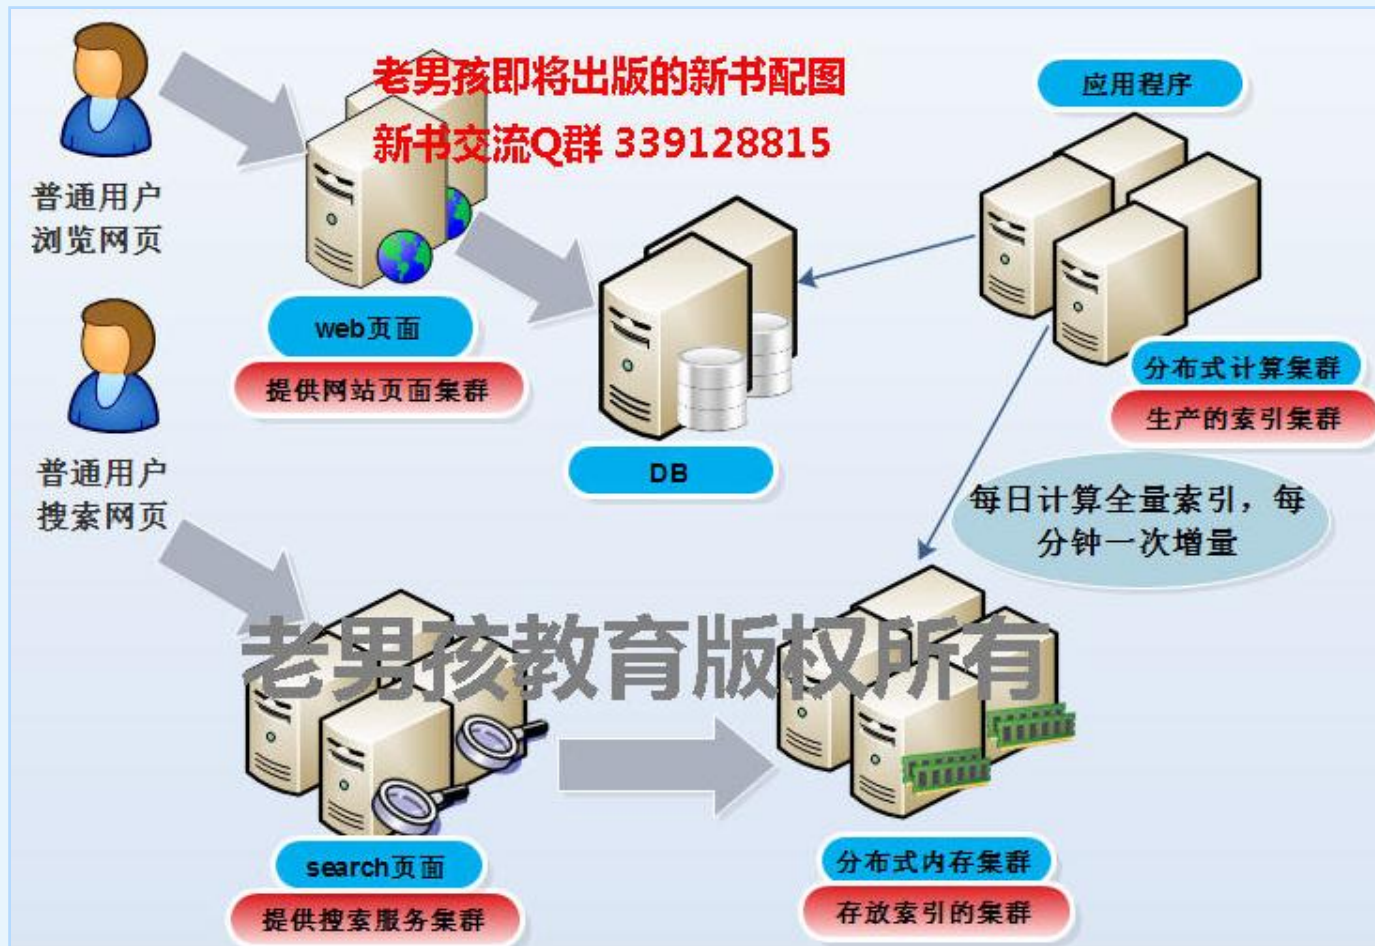 老男孩即将出版的新书配图
新书交流Q群 339128815
应用程序
普通用户
浏览网页
web页面
提供网站页面集群
DB
分布式计算集群
生产的索引集群
普通用户
搜索网页
每日计算全量索引，每
分钟一次增量
老男孩教育版权所有
search页面
提供搜索服务集群
分布式内存集群
存放索引的集群